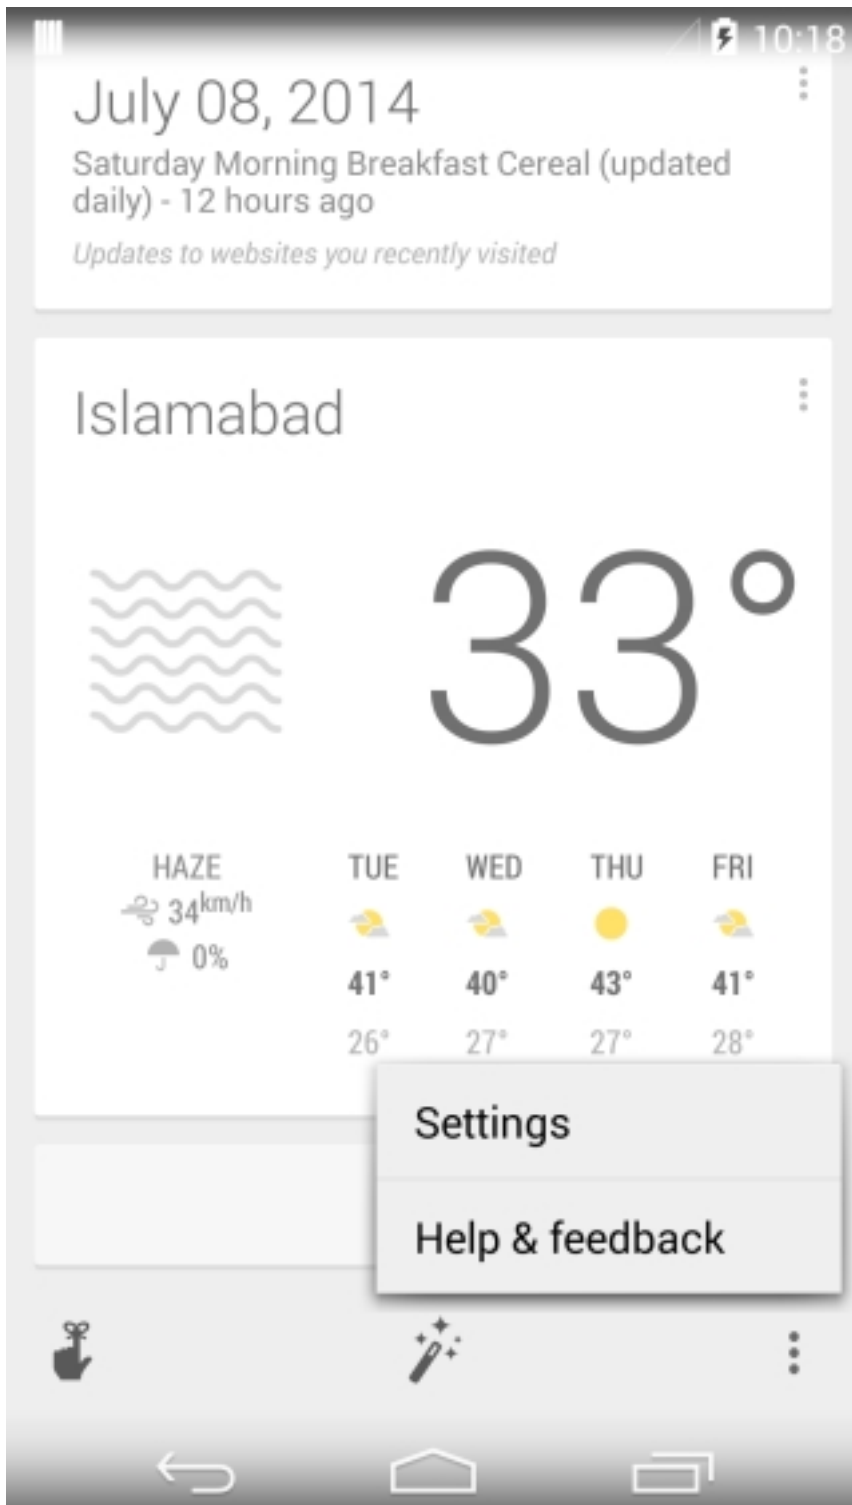 10:18
July 08, 2014
Saturday Morning Breakfast Cereal (updated
daily) - 12 hours ago
Updates to websites you recently visited
Islamabad
33°
HAZE
34km/h
0%
TUE WED THU FRI
41° 40° 43° 41°
26° 27° 27° 28°
Settings
Help & feedback